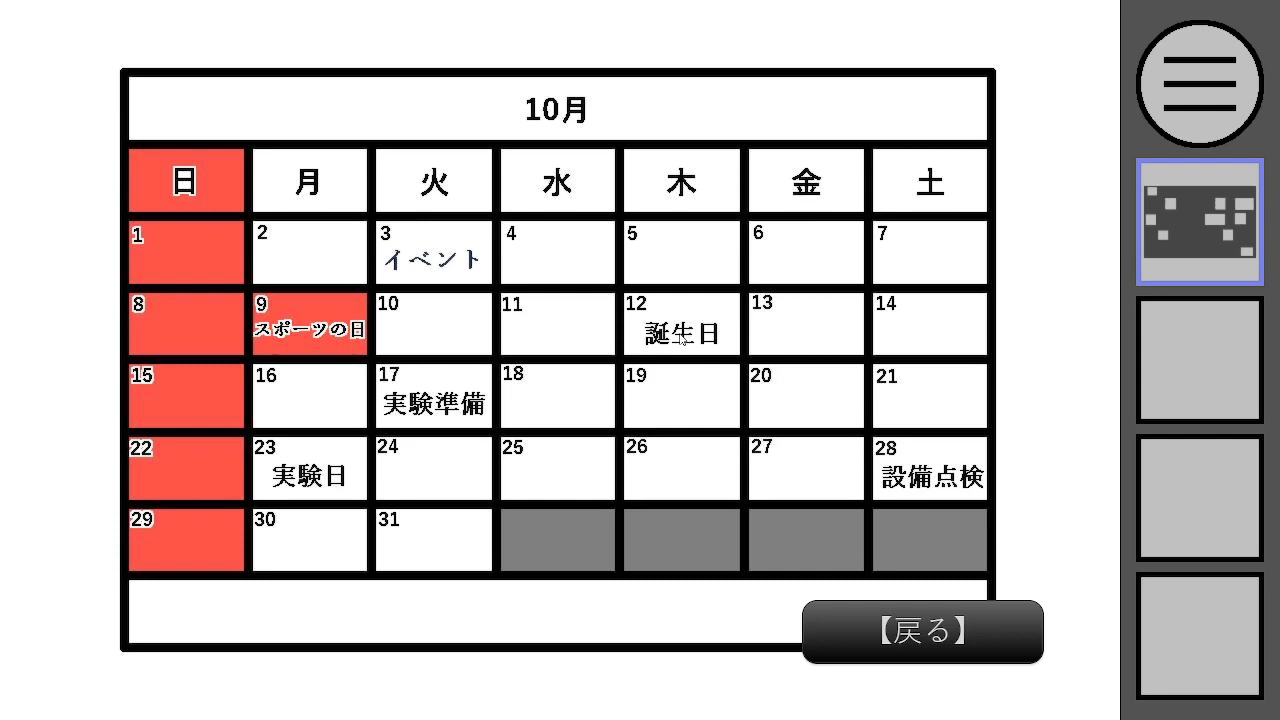 10月
日 月 火 水 木 金 土
1 2 3 4 5 6 7
イベント
8 9 10 11 12 13 14
スポーツの日 誕生日
15 16 17 18 19 20 21
実験準備
22 23 24 25 26 27 28
実験日 設備点検
29 30 31
【戻る】